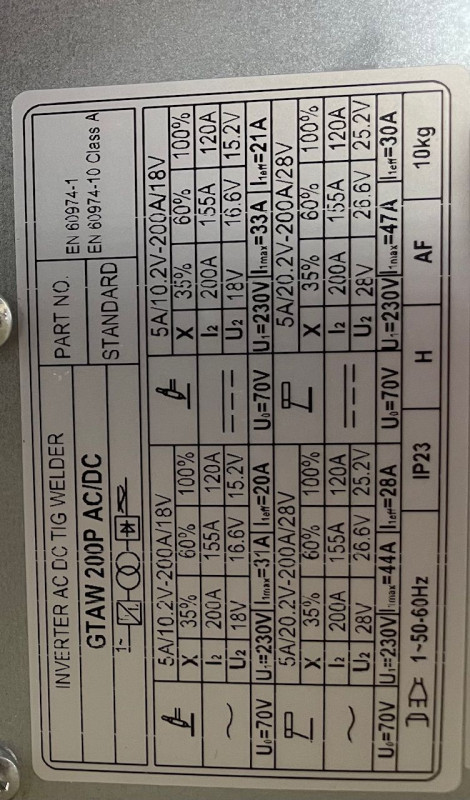 INVERTER AC DC TIG WELDER
GTAW 200P AC/DC
1~
PART NO.
STANDARD
EN 60974-1
EN 60974-10 Class A
5A/10.2V-200A/18V
X 35% 60% 100%
I2 200A 155A 120A
U2 18V 16.6V 15.2V
U0=70V U1=230V I1max=31A I1eff=20A
5A/10.2V-200A/18V
X 35% 60% 100%
I2 200A 155A 120A
U2 18V 16.6V 15.2V
U0=70V U1=230V I1max=33A I1eff=21A
5A/20.2V-200A/28V
X 35% 60% 100%
I2 200A 155A 120A
U2 28V 26.6V 25.2V
U0=70V U1=230V I1max=44A I1eff=28A
5A/20.2V-200A/28V
X 35% 60% 100%
I2 200A 155A 120A
U2 28V 26.6V 25.2V
U0=70V U1=230V I1max=47A I1eff=30A
1~50-60Hz IP23 H AF 10kg